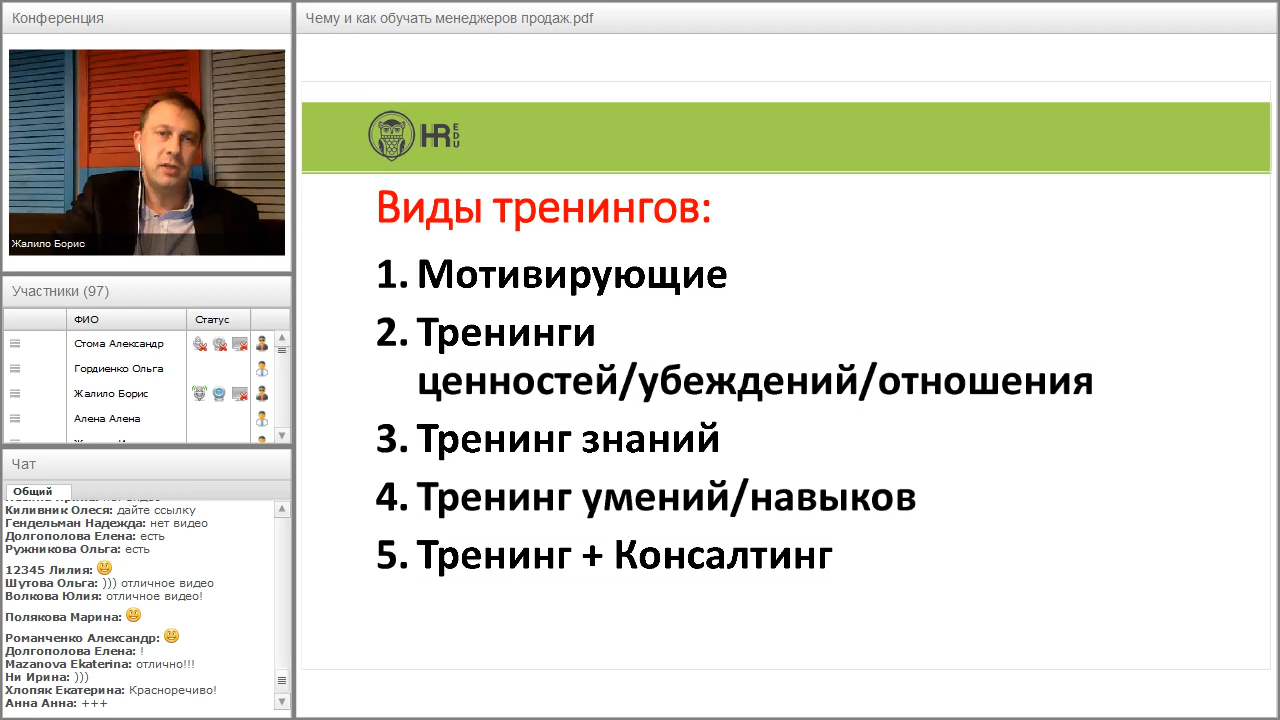 Конференция
Жалило Борис
Участники (97)
ФИО Статус
Стома Александр
Гордиенко Ольга
Жалило Борис
Алена Алена
Чат
Общий
Киливник Олеся: дайте ссылку
Гендельман Надежда: нет видео
Долгополова Елена: есть
Ружникова Ольга: есть
12345 Лилия:
Шутова Ольга: ))) отличное видео
Волкова Юлия: отличное видео!
Полякова Марина:
Романченко Александр:
Долгополова Елена: !
Mazanova Ekaterina: отлично!!!
Ни Ирина: )))
Хлопяк Екатерина: Красноречиво!
Анна Анна: +++
Чему и как обучать менеджеров продаж.pdf
HR EDU
Виды тренингов:
1. Мотивирующие
2. Тренинги
ценностей/убеждений/отношения
3. Тренинг знаний
4. Тренинг умений/навыков
5. Тренинг + Консалтинг